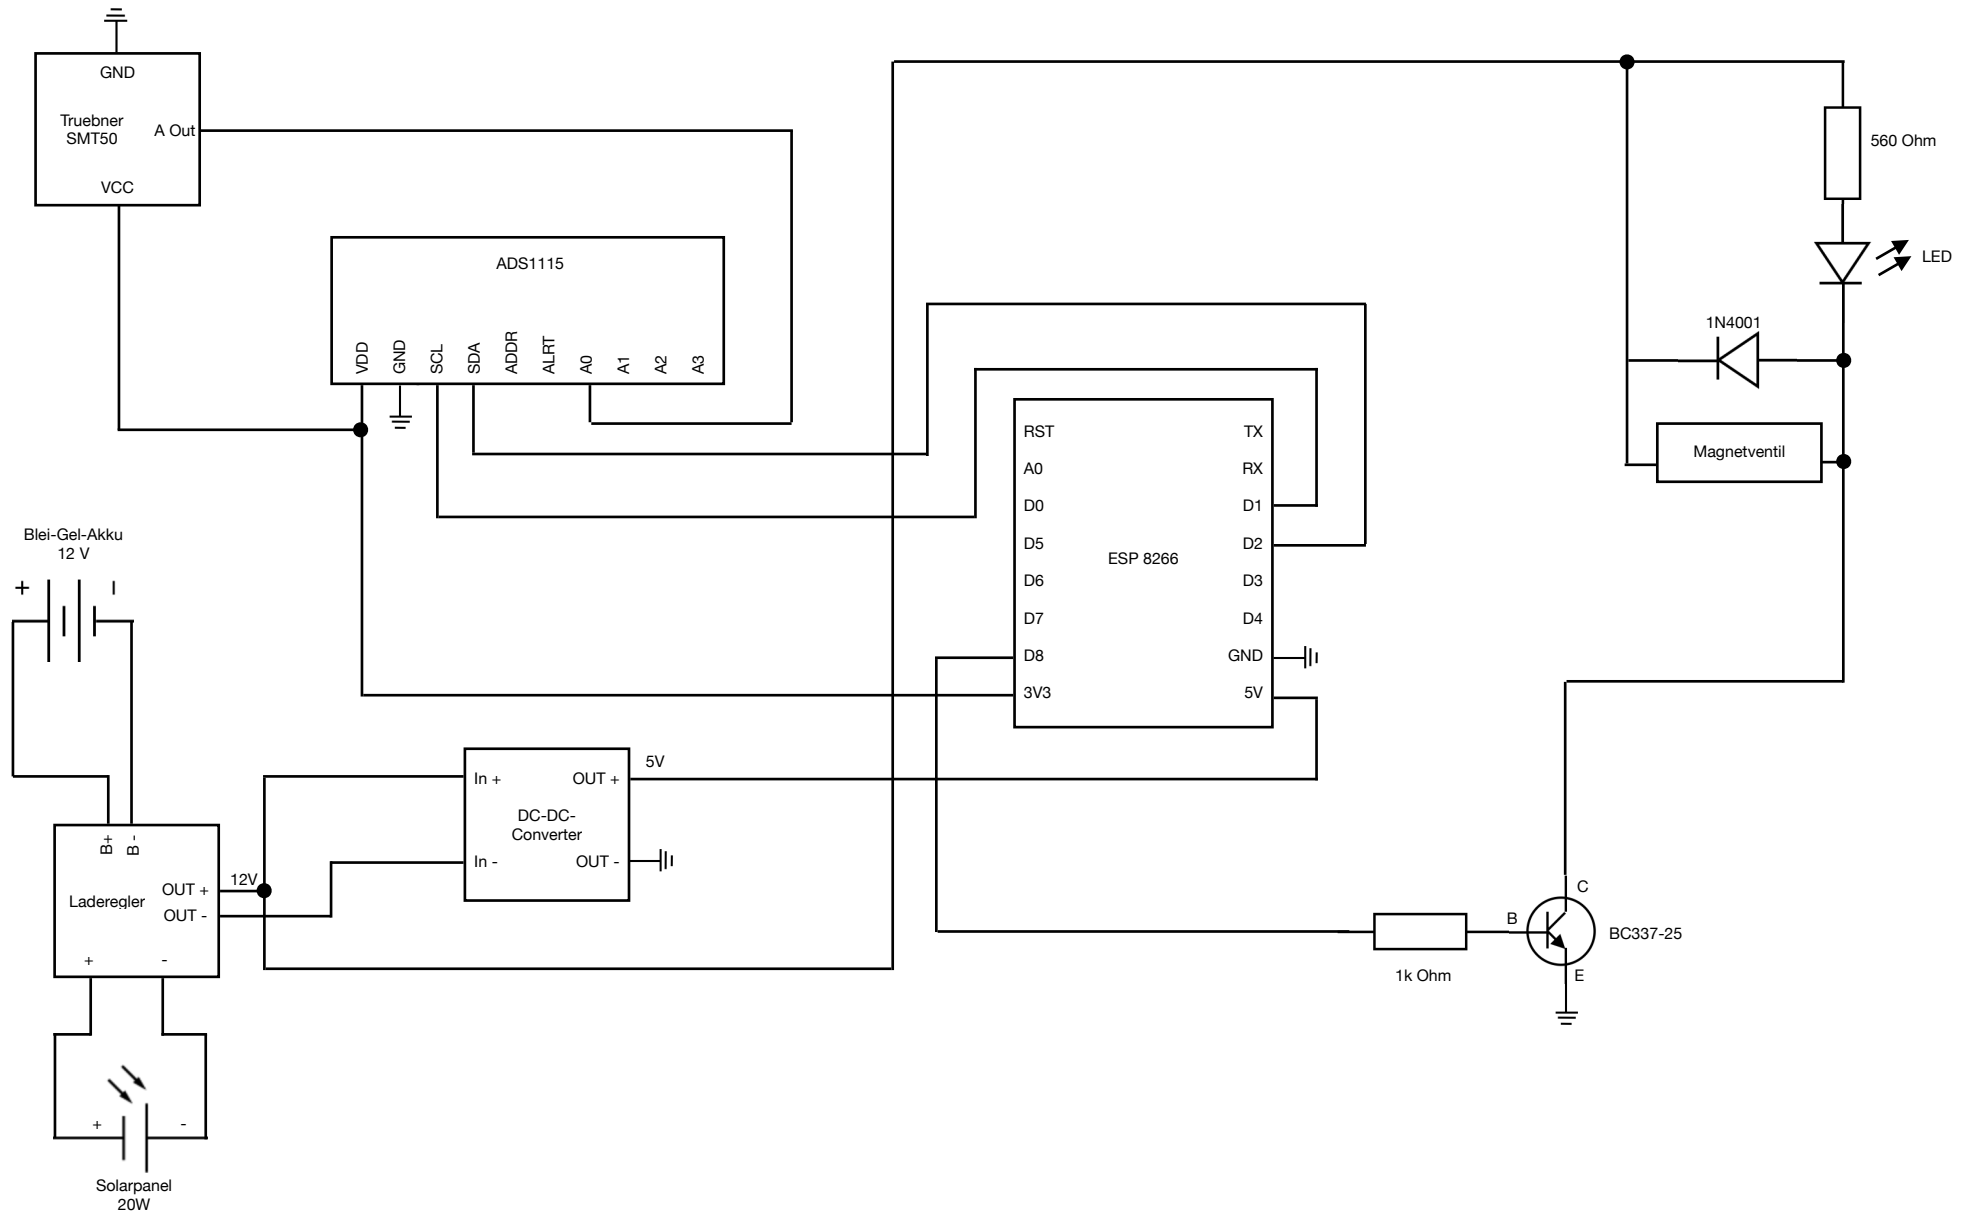 GND
Truebner
SMT50
A Out
VCC
560 Ohm
LED
1N4001
Magnetventil
ADS1115
VDD
GND
SCL
SDA
ADDR
ALRT
A0
A1
A2
A3
RST
A0
D0
D5
D6
D7
D8
3V3
ESP 8266
TX
RX
D1
D2
D3
D4
GND
5V
Blei-Gel-Akku
12 V
+
-
B+
B -
Laderegler
OUT +
OUT -
12V
+
-
In +
In -
DC-DC-
Converter
OUT +
OUT -
5V
1k Ohm
B
C
E
BC337-25
+
-
Solarpanel
20W